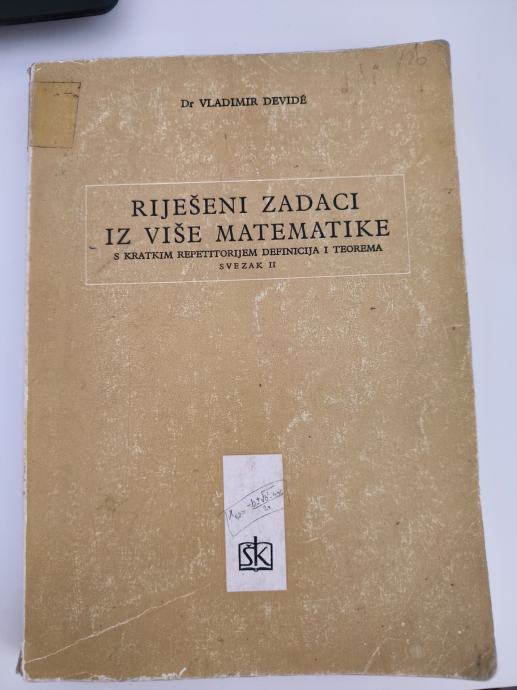 Dr VLADIMIR DEVIDÉ
RIJEŠENI ZADACI
IZ VIŠE MATEMATIKE
S KRATKIM REPETITORIJEM DEFINICIJA I TEOREMA
SVEZAK II
ŠK